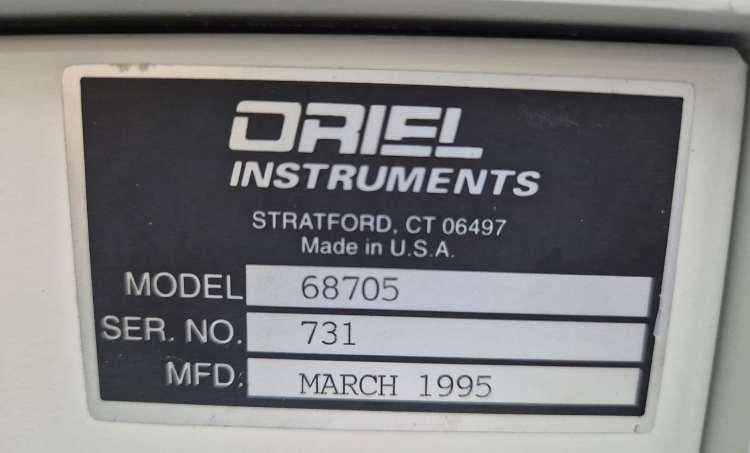 ORIEL
INSTRUMENTS
STRATFORD, CT 06497
Made in U.S.A.
MODEL 68705
SER. NO. 731
MFD. MARCH 1995